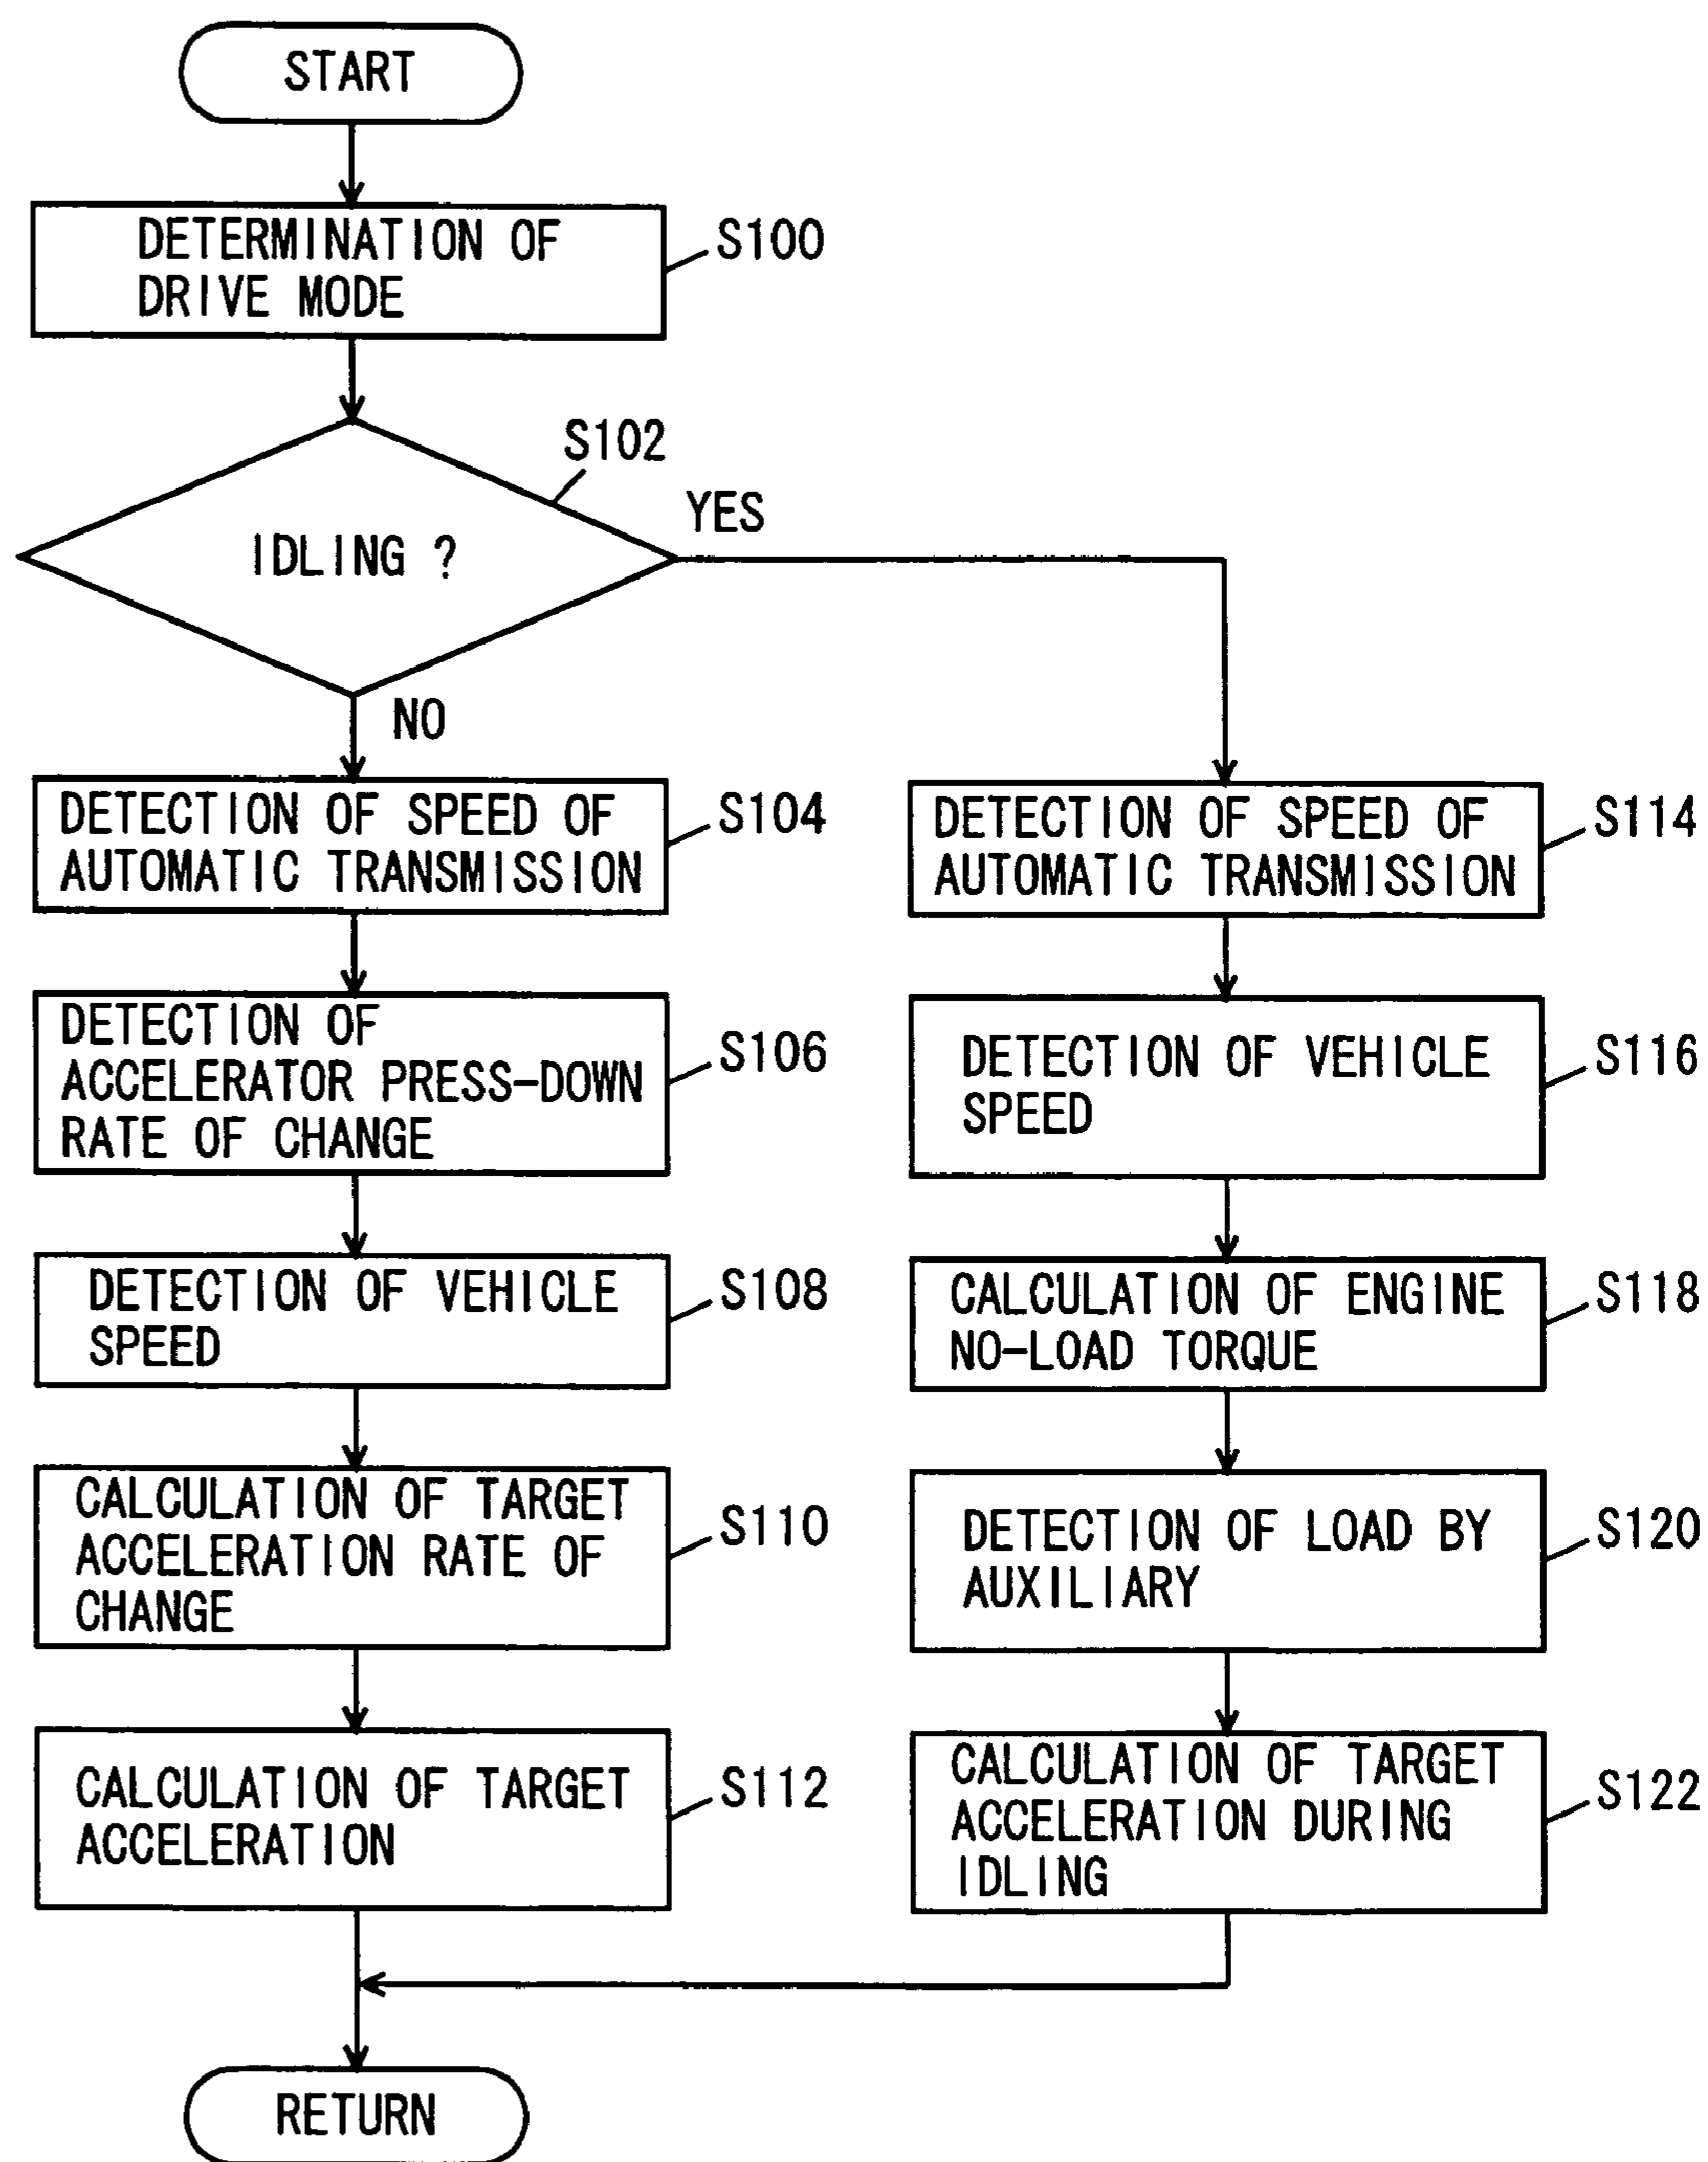 START
DETERMINATION OF
DRIVE MODE
S100
S102
IDLING ?
YES
NO
DETECTION OF SPEED OF
AUTOMATIC TRANSMISSION
S104
DETECTION OF
ACCELERATOR PRESS-DOWN
RATE OF CHANGE
S106
DETECTION OF VEHICLE
SPEED
S108
CALCULATION OF TARGET
ACCELERATION RATE OF
CHANGE
S110
CALCULATION OF TARGET
ACCELERATION
S112
DETECTION OF SPEED OF
AUTOMATIC TRANSMISSION
S114
DETECTION OF VEHICLE
SPEED
S116
CALCULATION OF ENGINE
NO-LOAD TORQUE
S118
DETECTION OF LOAD BY
AUXILIARY
S120
CALCULATION OF TARGET
ACCELERATION DURING
IDLING
S122
RETURN